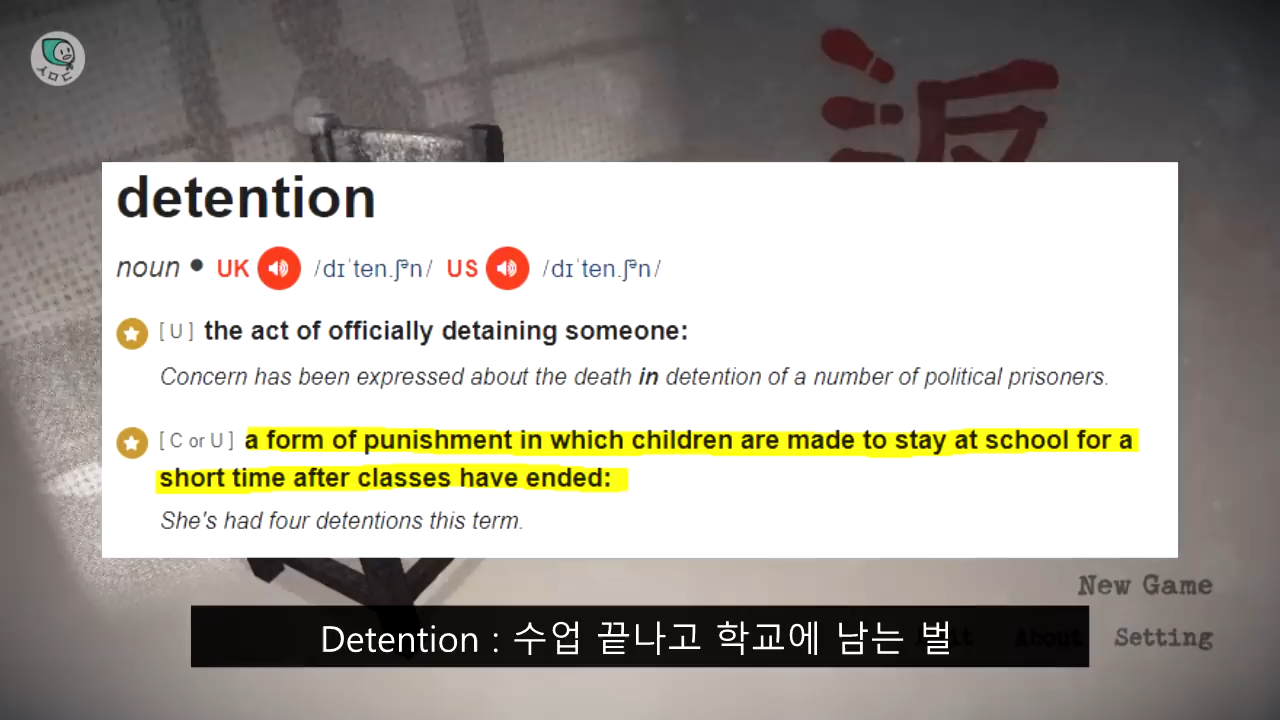 ㅅㅁㄷ
返
detention
noun • UK /dɪˈten.ʃᵊn/ US /dɪˈten.ʃᵊn/
[ U ] the act of officially detaining someone:
Concern has been expressed about the death in detention of a number of political prisoners.
[ C or U ] a form of punishment in which children are made to stay at school for a
short time after classes have ended:
She's had four detentions this term.
New Game
About Setting
Detention : 수업 끝나고 학교에 남는 벌